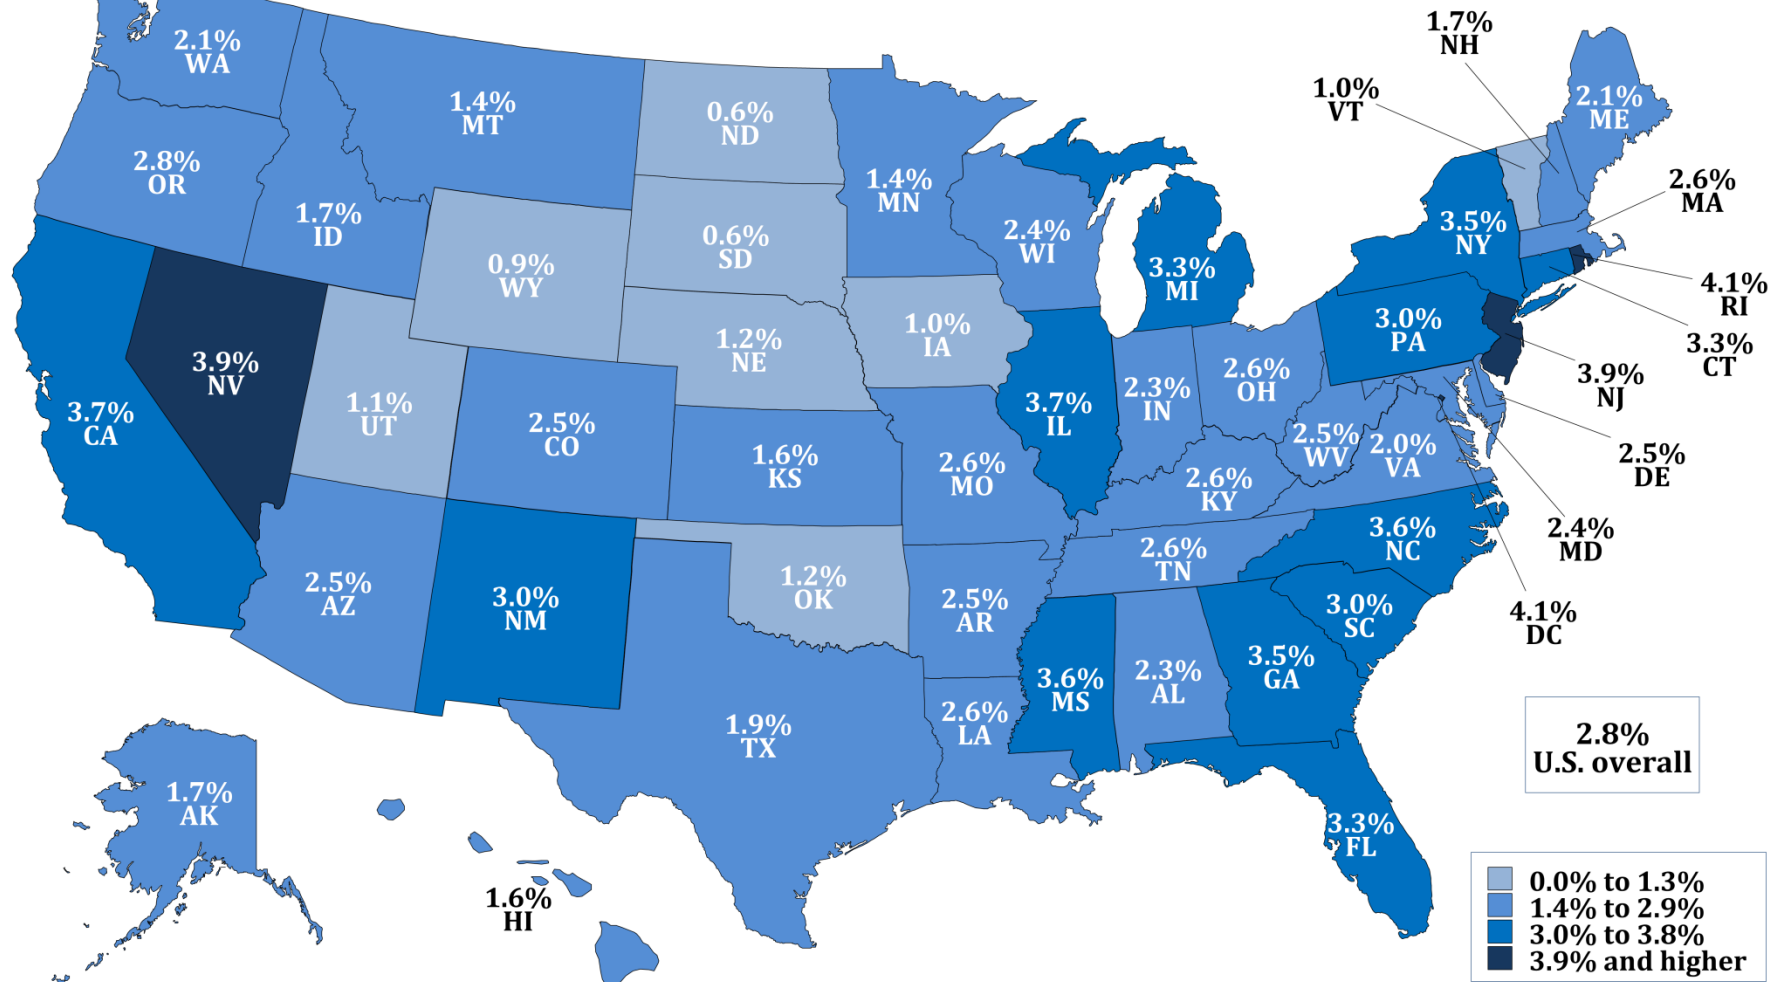 1.7%
NH
2.1%
WA
1.0%
VT
2.1%
ME
1.4%
MT
0.6%
ND
2.8%
OR
1.4%
MN
2.6%
MA
1.7%
ID
3.5%
NY
0.6%
SD
2.4%
WI
0.9%
WY
3.3%
MI
4.1%
RI
1.2%
NE
1.0%
IA
3.0%
PA
3.3%
CT
3.9%
NV
2.6%
OH
3.9%
NJ
2.3%
IN
3.7%
CA
1.1%
UT
2.5%
CO
3.7%
IL
2.5%
WV
2.0%
VA
2.5%
DE
1.6%
KS
2.6%
MO
2.6%
KY
3.6%
NC
2.4%
MD
2.6%
TN
2.5%
AZ
3.0%
NM
1.2%
OK
2.5%
AR
3.0%
SC
4.1%
DC
3.6%
MS
2.3%
AL
3.5%
GA
1.9%
TX
2.6%
LA
2.8%
U.S. overall
1.7%
AK
3.3%
FL
1.6%
HI
0.0% to 1.3%
1.4% to 2.9%
3.0% to 3.8%
3.9% and higher